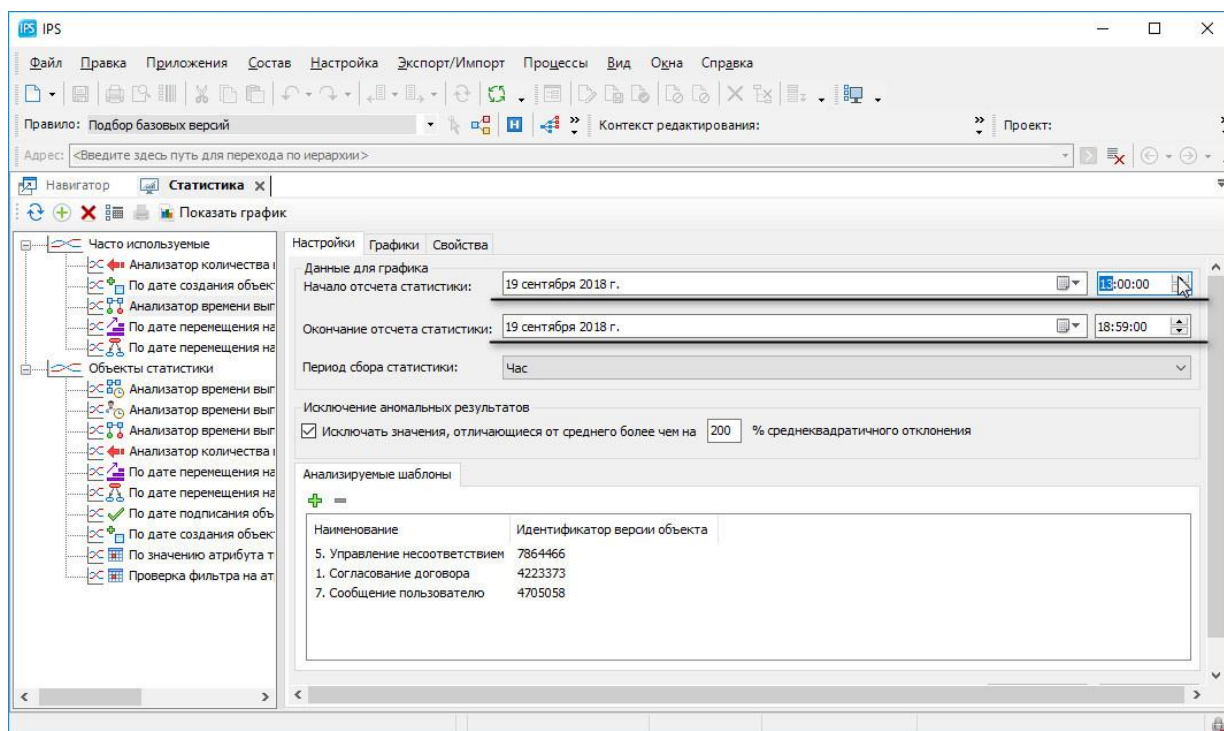 IPS
Файл Правка Приложения Состав Настройка Экспорт/Импорт Процессы Вид Окна Справка
Правило: Подбор базовых версий Контекст редактирования: Проект:
Адрес: <Введите здесь путь для перехода по иерархии>
Навигатор Статистика
Показать график
Часто используемые
Анализатор количества
По дате создания объек
Анализатор времени вып
По дате перемещения на
По дате перемещения на
Объекты статистики
Анализатор времени вып
Анализатор времени вып
Анализатор времени вып
Анализатор количества
По дате перемещения на
По дате перемещения на
По дате подписания объ
По дате создания объек
По значению атрибута т
Проверка фильтра на ат
Настройки Графики Свойства
Данные для графика
Начало отсчета статистики: 19 сентября 2018 г. 13:00:00
Окончание отсчета статистики: 19 сентября 2018 г. 18:59:00
Период сбора статистики: Час
Исключение аномальных результатов
Исключать значения, отличающиеся от среднего более чем на 200 % среднеквадратичного отклонения
Анализируемые шаблоны
Наименование Идентификатор версии объекта
5. Управление несоответствием 7864466
1. Согласование договора 4223373
7. Сообщение пользователю 4705058